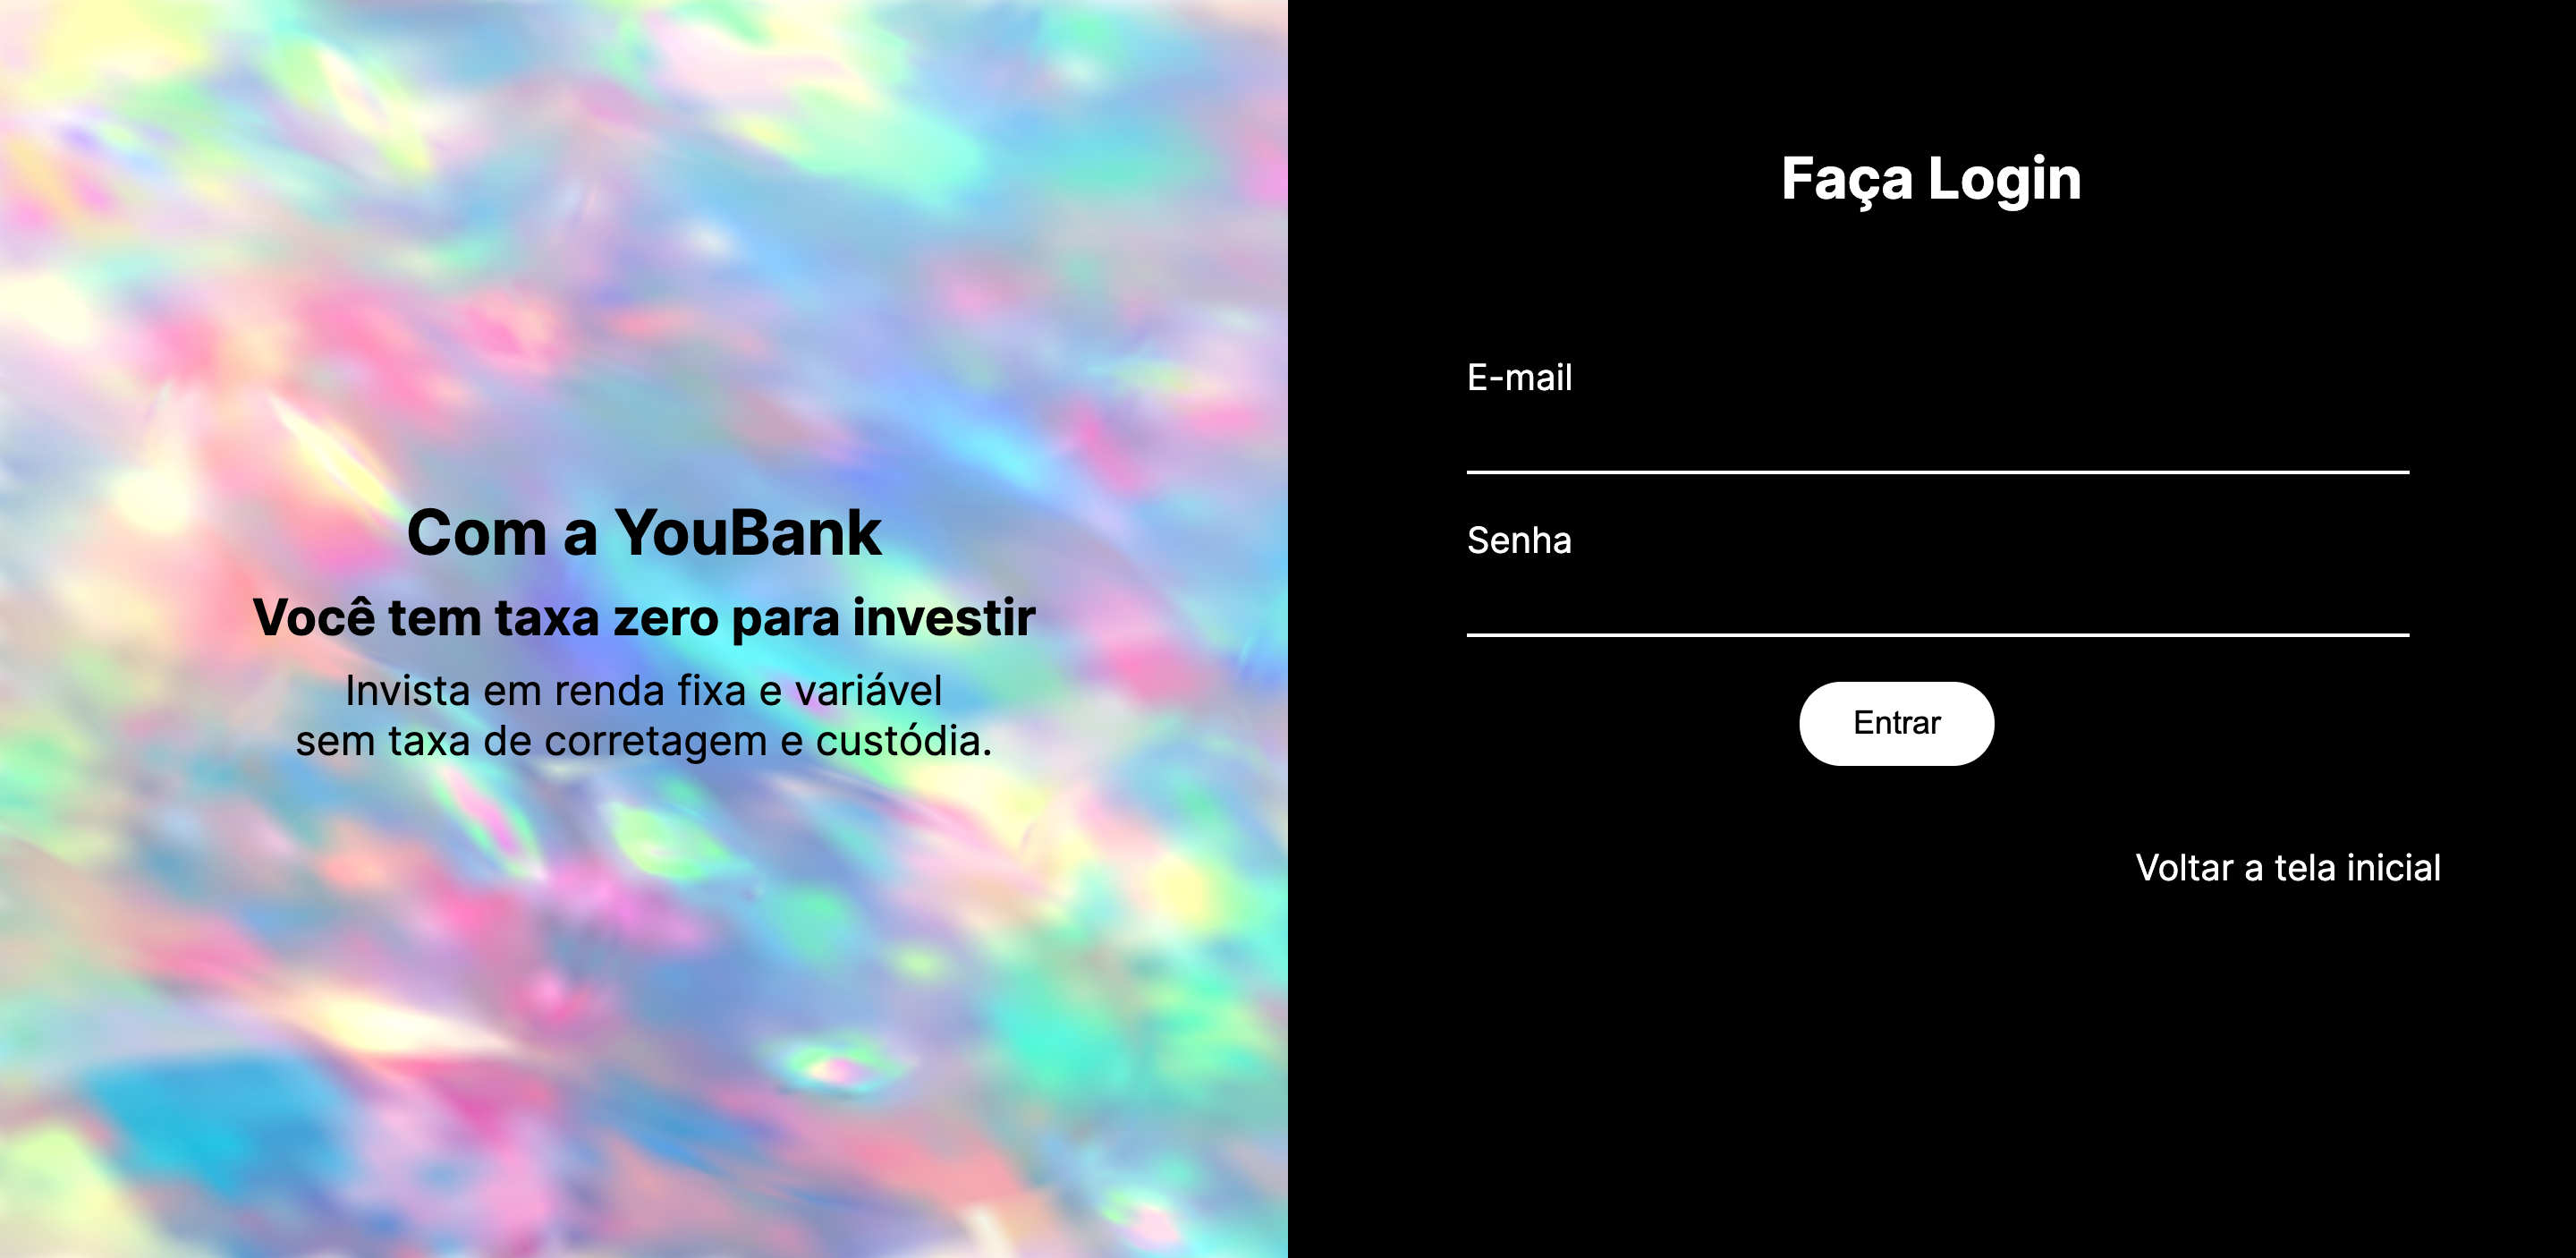 Com a YouBank
Você tem taxa zero para investir
Invista em renda fixa e variável
sem taxa de corretagem e custódia.
Faça Login
E-mail
Senha
Entrar
Voltar a tela inicial